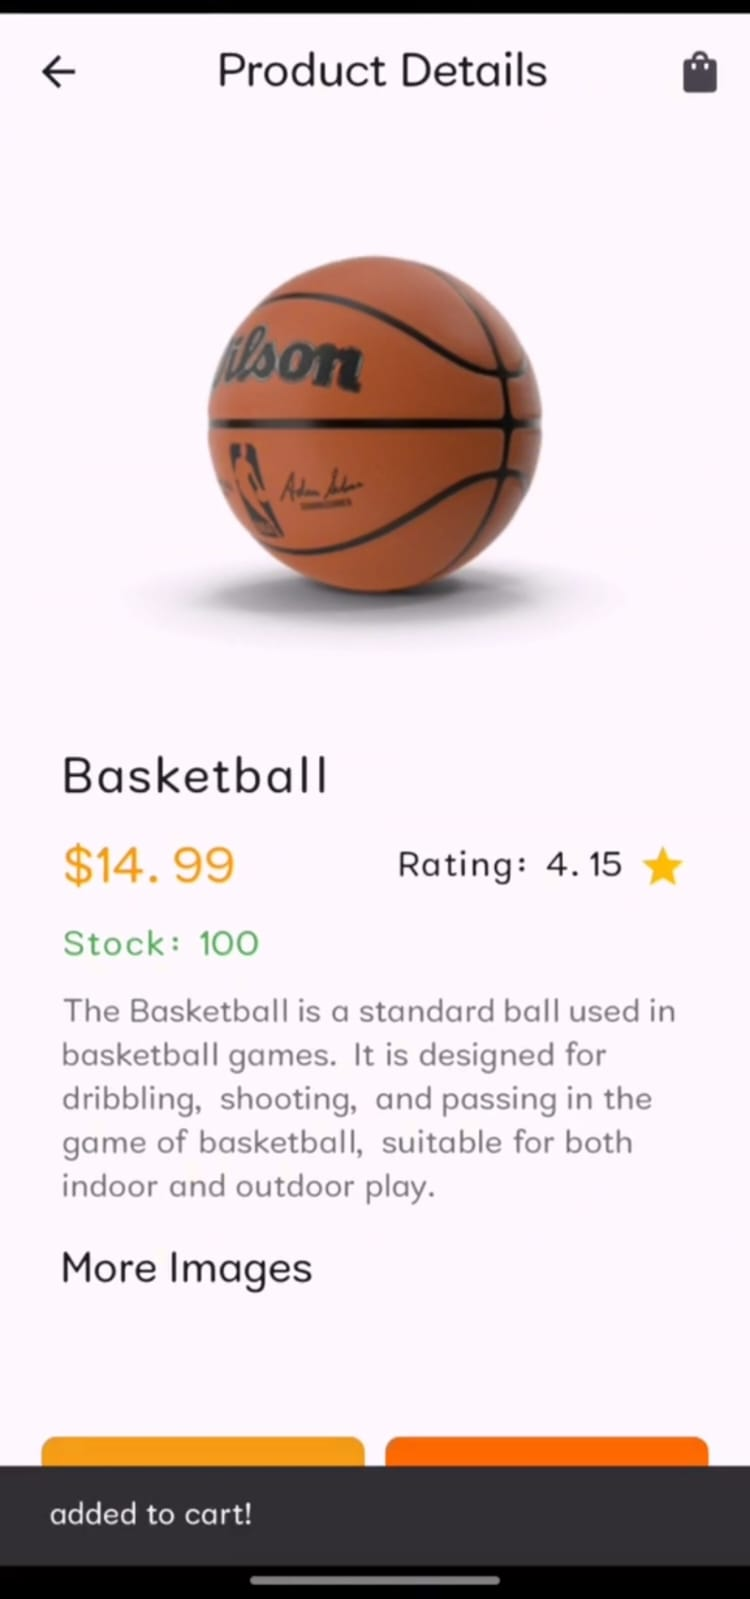 Product Details
ilson
Basketball
$14.99
Rating: 4.15
Stock: 100
The Basketball is a standard ball used in
basketball games. It is designed for
dribbling, shooting, and passing in the
game of basketball, suitable for both
indoor and outdoor play.
More Images
added to cart!